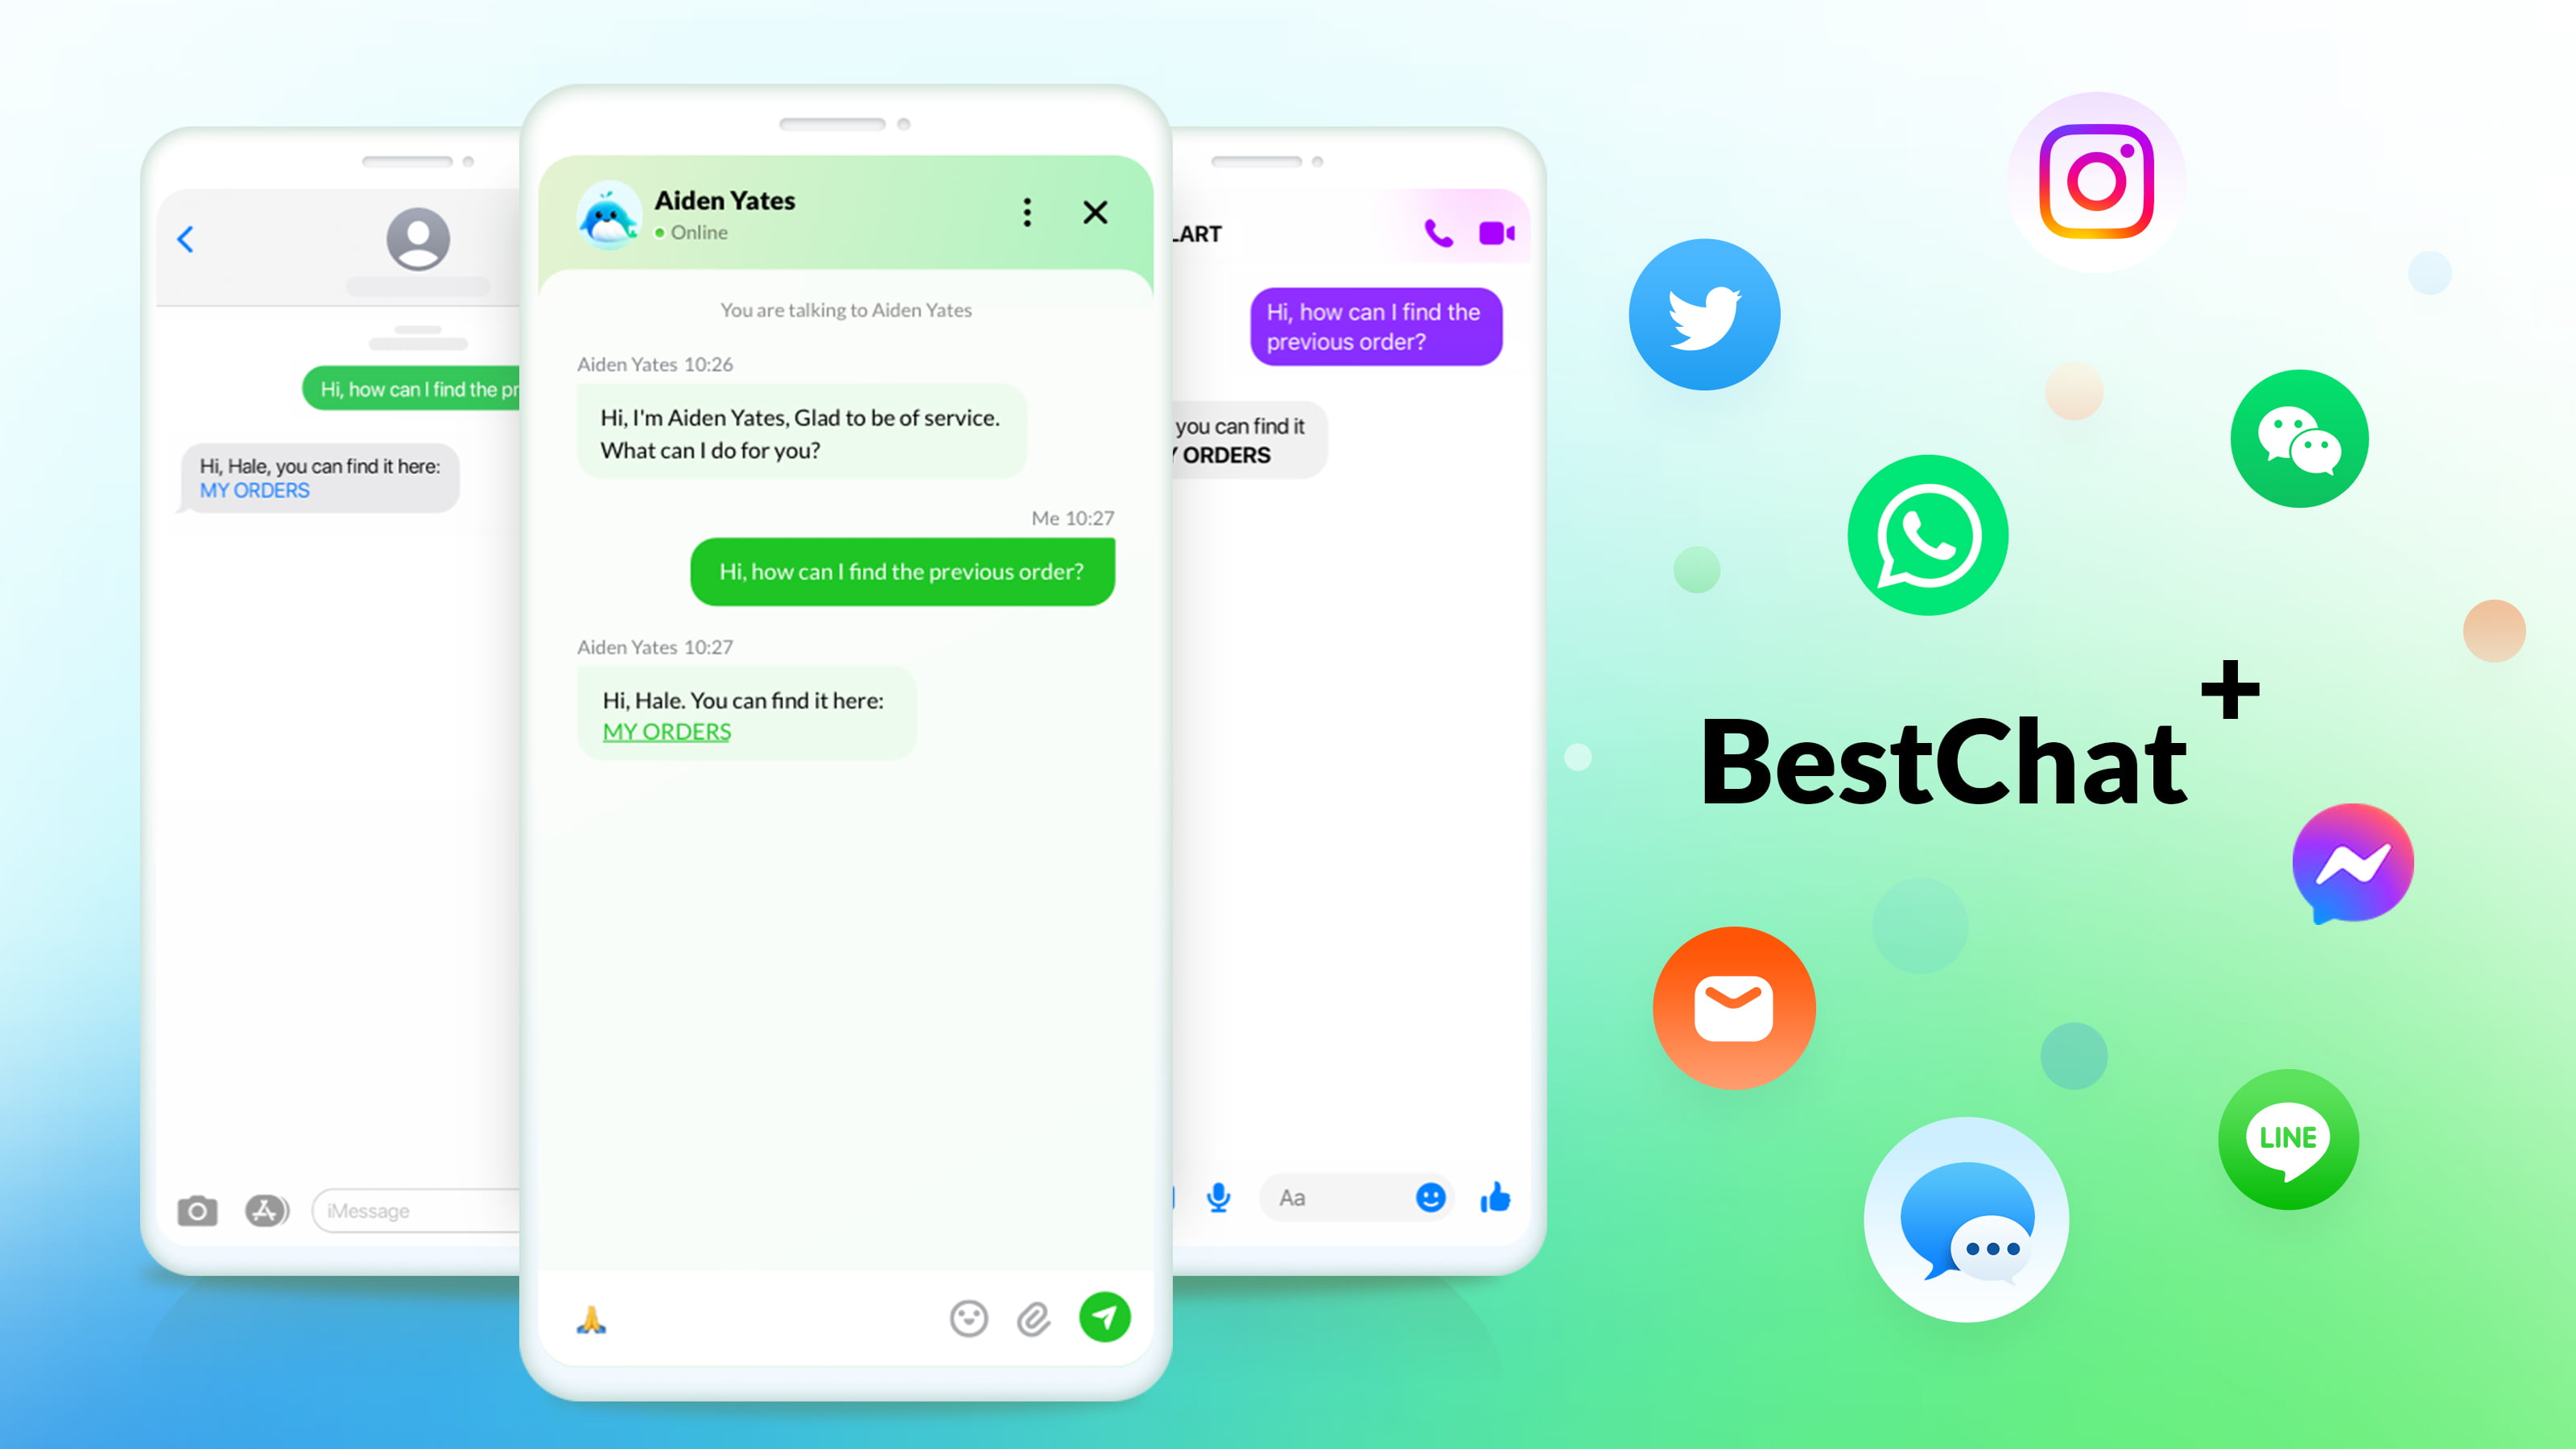 Hi, how can I find the pr
Hi, Hale, you can find it here:
MY ORDERS
iMessage
Aiden Yates
Online
You are talking to Aiden Yates
Aiden Yates 10:26
Hi, I'm Aiden Yates, Glad to be of service.
What can I do for you?
Me 10:27
Hi, how can I find the previous order?
Aiden Yates 10:27
Hi, Hale. You can find it here:
MY ORDERS
LART
Hi, how can I find the
previous order?
you can find it
ORDERS
Aa
BestChat+
LINE